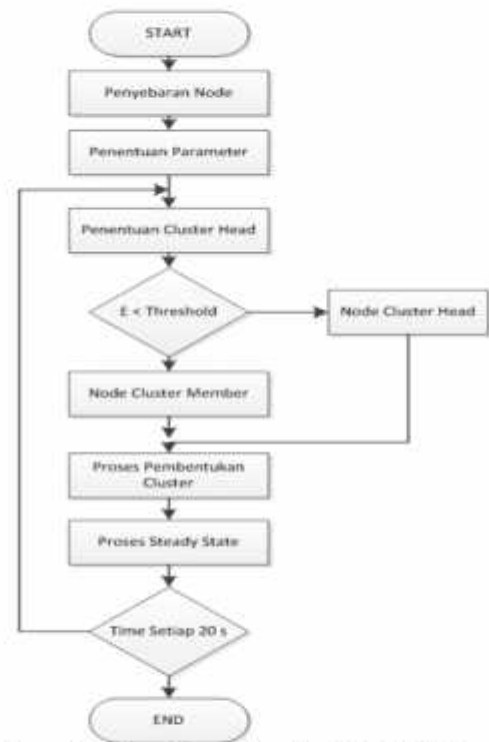 START
Penyebaran Node
Penentuan Parameter
Penentuan Cluster Head
E < Threshold
Node Cluster Head
Node Cluster Member
Proses Pembentukan
Cluster
Proses Steady State
Time Setiap 20 s
END